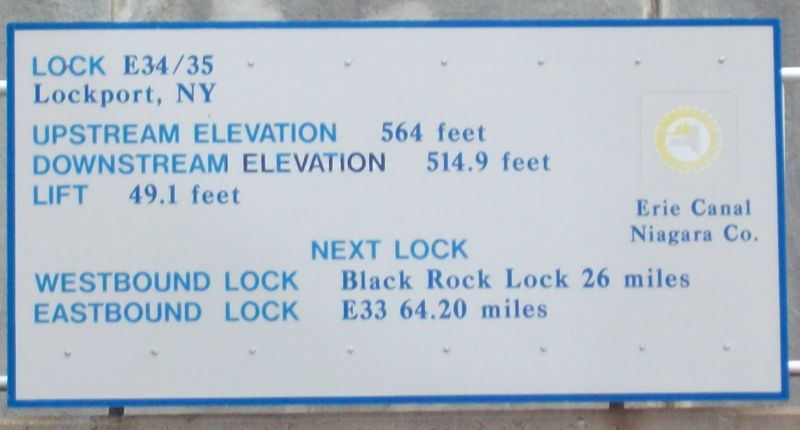 LOCK E34/35
Lockport, NY
UPSTREAM ELEVATION 564 feet
DOWNSTREAM ELEVATION 514.9 feet
LIFT 49.1 feet
Erie Canal
Niagara Co.
NEXT LOCK
WESTBOUND LOCK Black Rock Lock 26 miles
EASTBOUND LOCK E33 64.20 miles